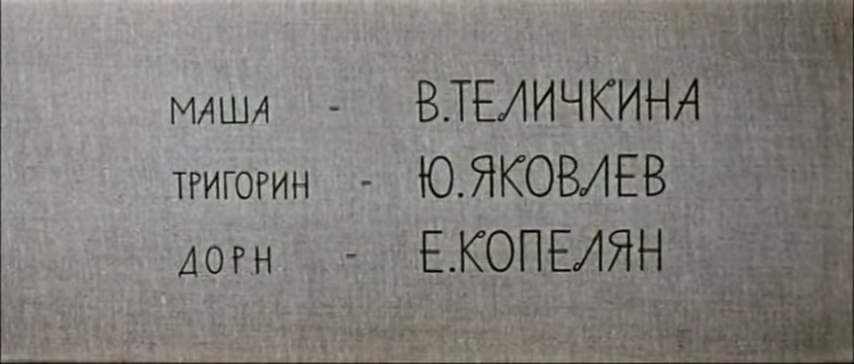 МАША - В.ТЕЛИЧКИНА
ТРИГОРИН - Ю.ЯКОВЛЕВ
ДОРН - Е.КОПЕЛЯН